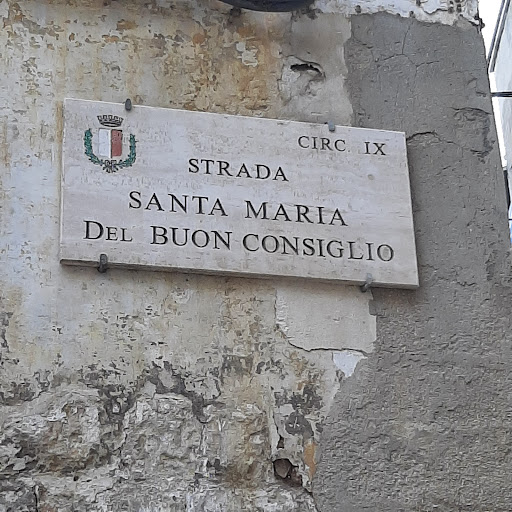 CIRC. IX
STRADA
SANTA MARIA
DEL BUON CONSIGLIO